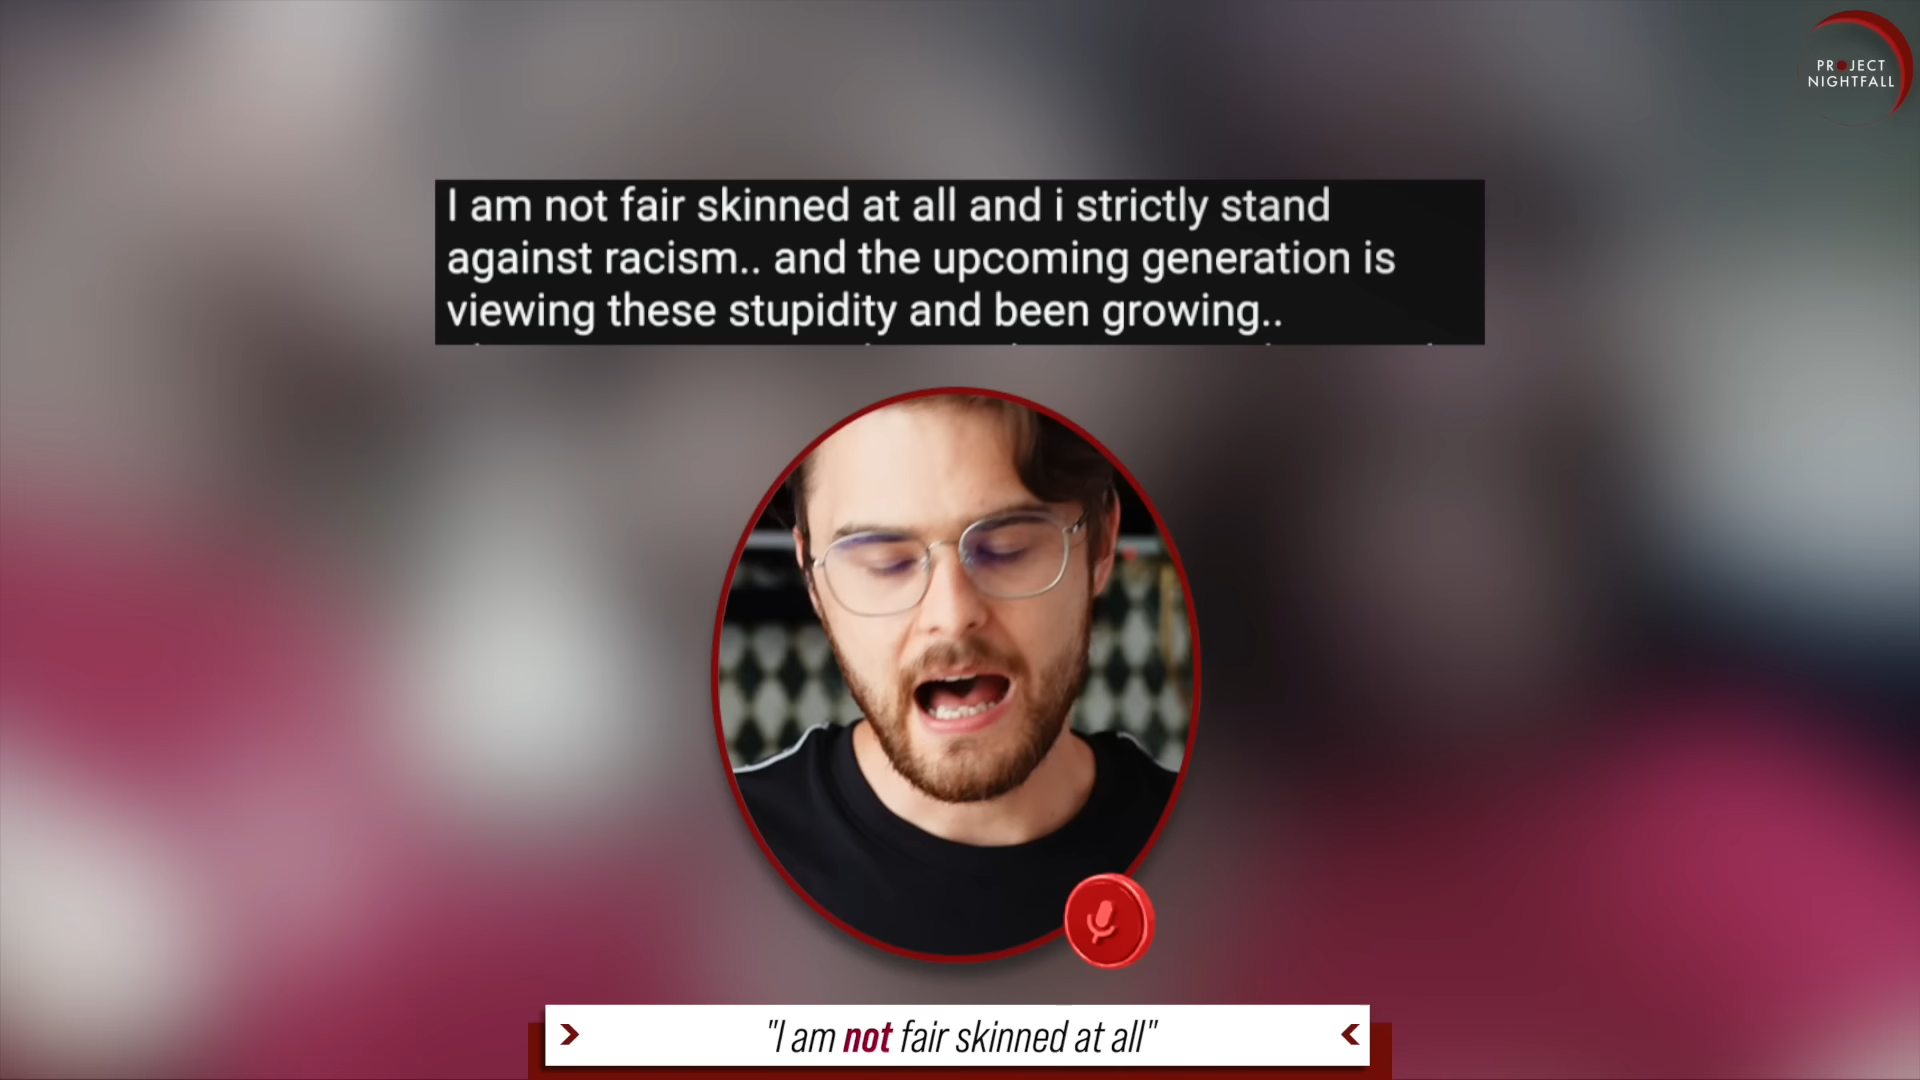 PROJECT
NIGHTFALL
I am not fair skinned at all and i strictly stand
against racism.. and the upcoming generation is
viewing these stupidity and been growing..
"I am not fair skinned at all"